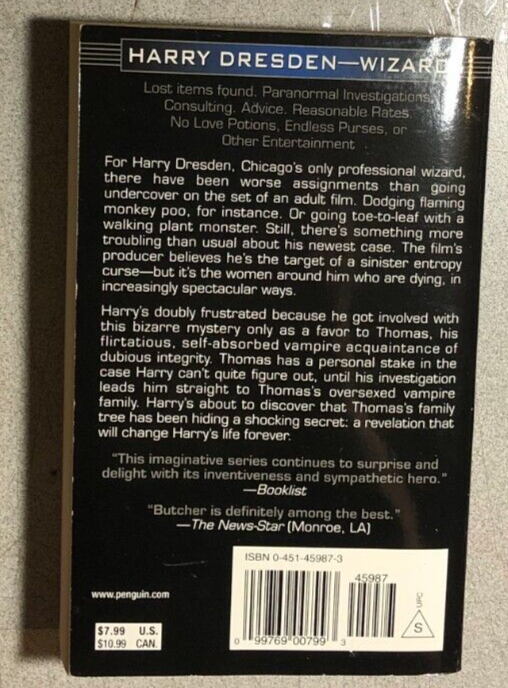 HARRY DRESDEN—WIZARD
Lost items found. Paranormal Investigations.
Consulting. Advice. Reasonable Rates.
No Love Potions, Endless Purses, or
Other Entertainment
For Harry Dresden, Chicago's only professional wizard,
there have been worse assignments than going
undercover on the set of an adult film. Dodging flaming
monkey poo, for instance. Or going toe-to-leaf with a
walking plant monster. Still, there's something more
troubling than usual about his newest case. The film's
producer believes he's the target of a sinister entropy
curse—but it's the women around him who are dying, in
increasingly spectacular ways.
Harry's doubly frustrated because he got involved with
this bizarre mystery only as a favor to Thomas, his
flirtatious, self-absorbed vampire acquaintance of
dubious integrity. Thomas has a personal stake in the
case Harry can't quite figure out, until his investigation
leads him straight to Thomas's oversexed vampire
family. Harry's about to discover that Thomas's family
tree has been hiding a shocking secret: a revelation that
will change Harry's life forever.
"This imaginative series continues to surprise and
delight with its inventiveness and sympathetic hero."
—Booklist
"Butcher is definitely among the best."
—The News-Star (Monroe, LA)
ISBN 0-451-45987-3
45987
www.penguin.com
$7.99 U.S.
$10.99 CAN.
0 99769 00799 3
S
UPC